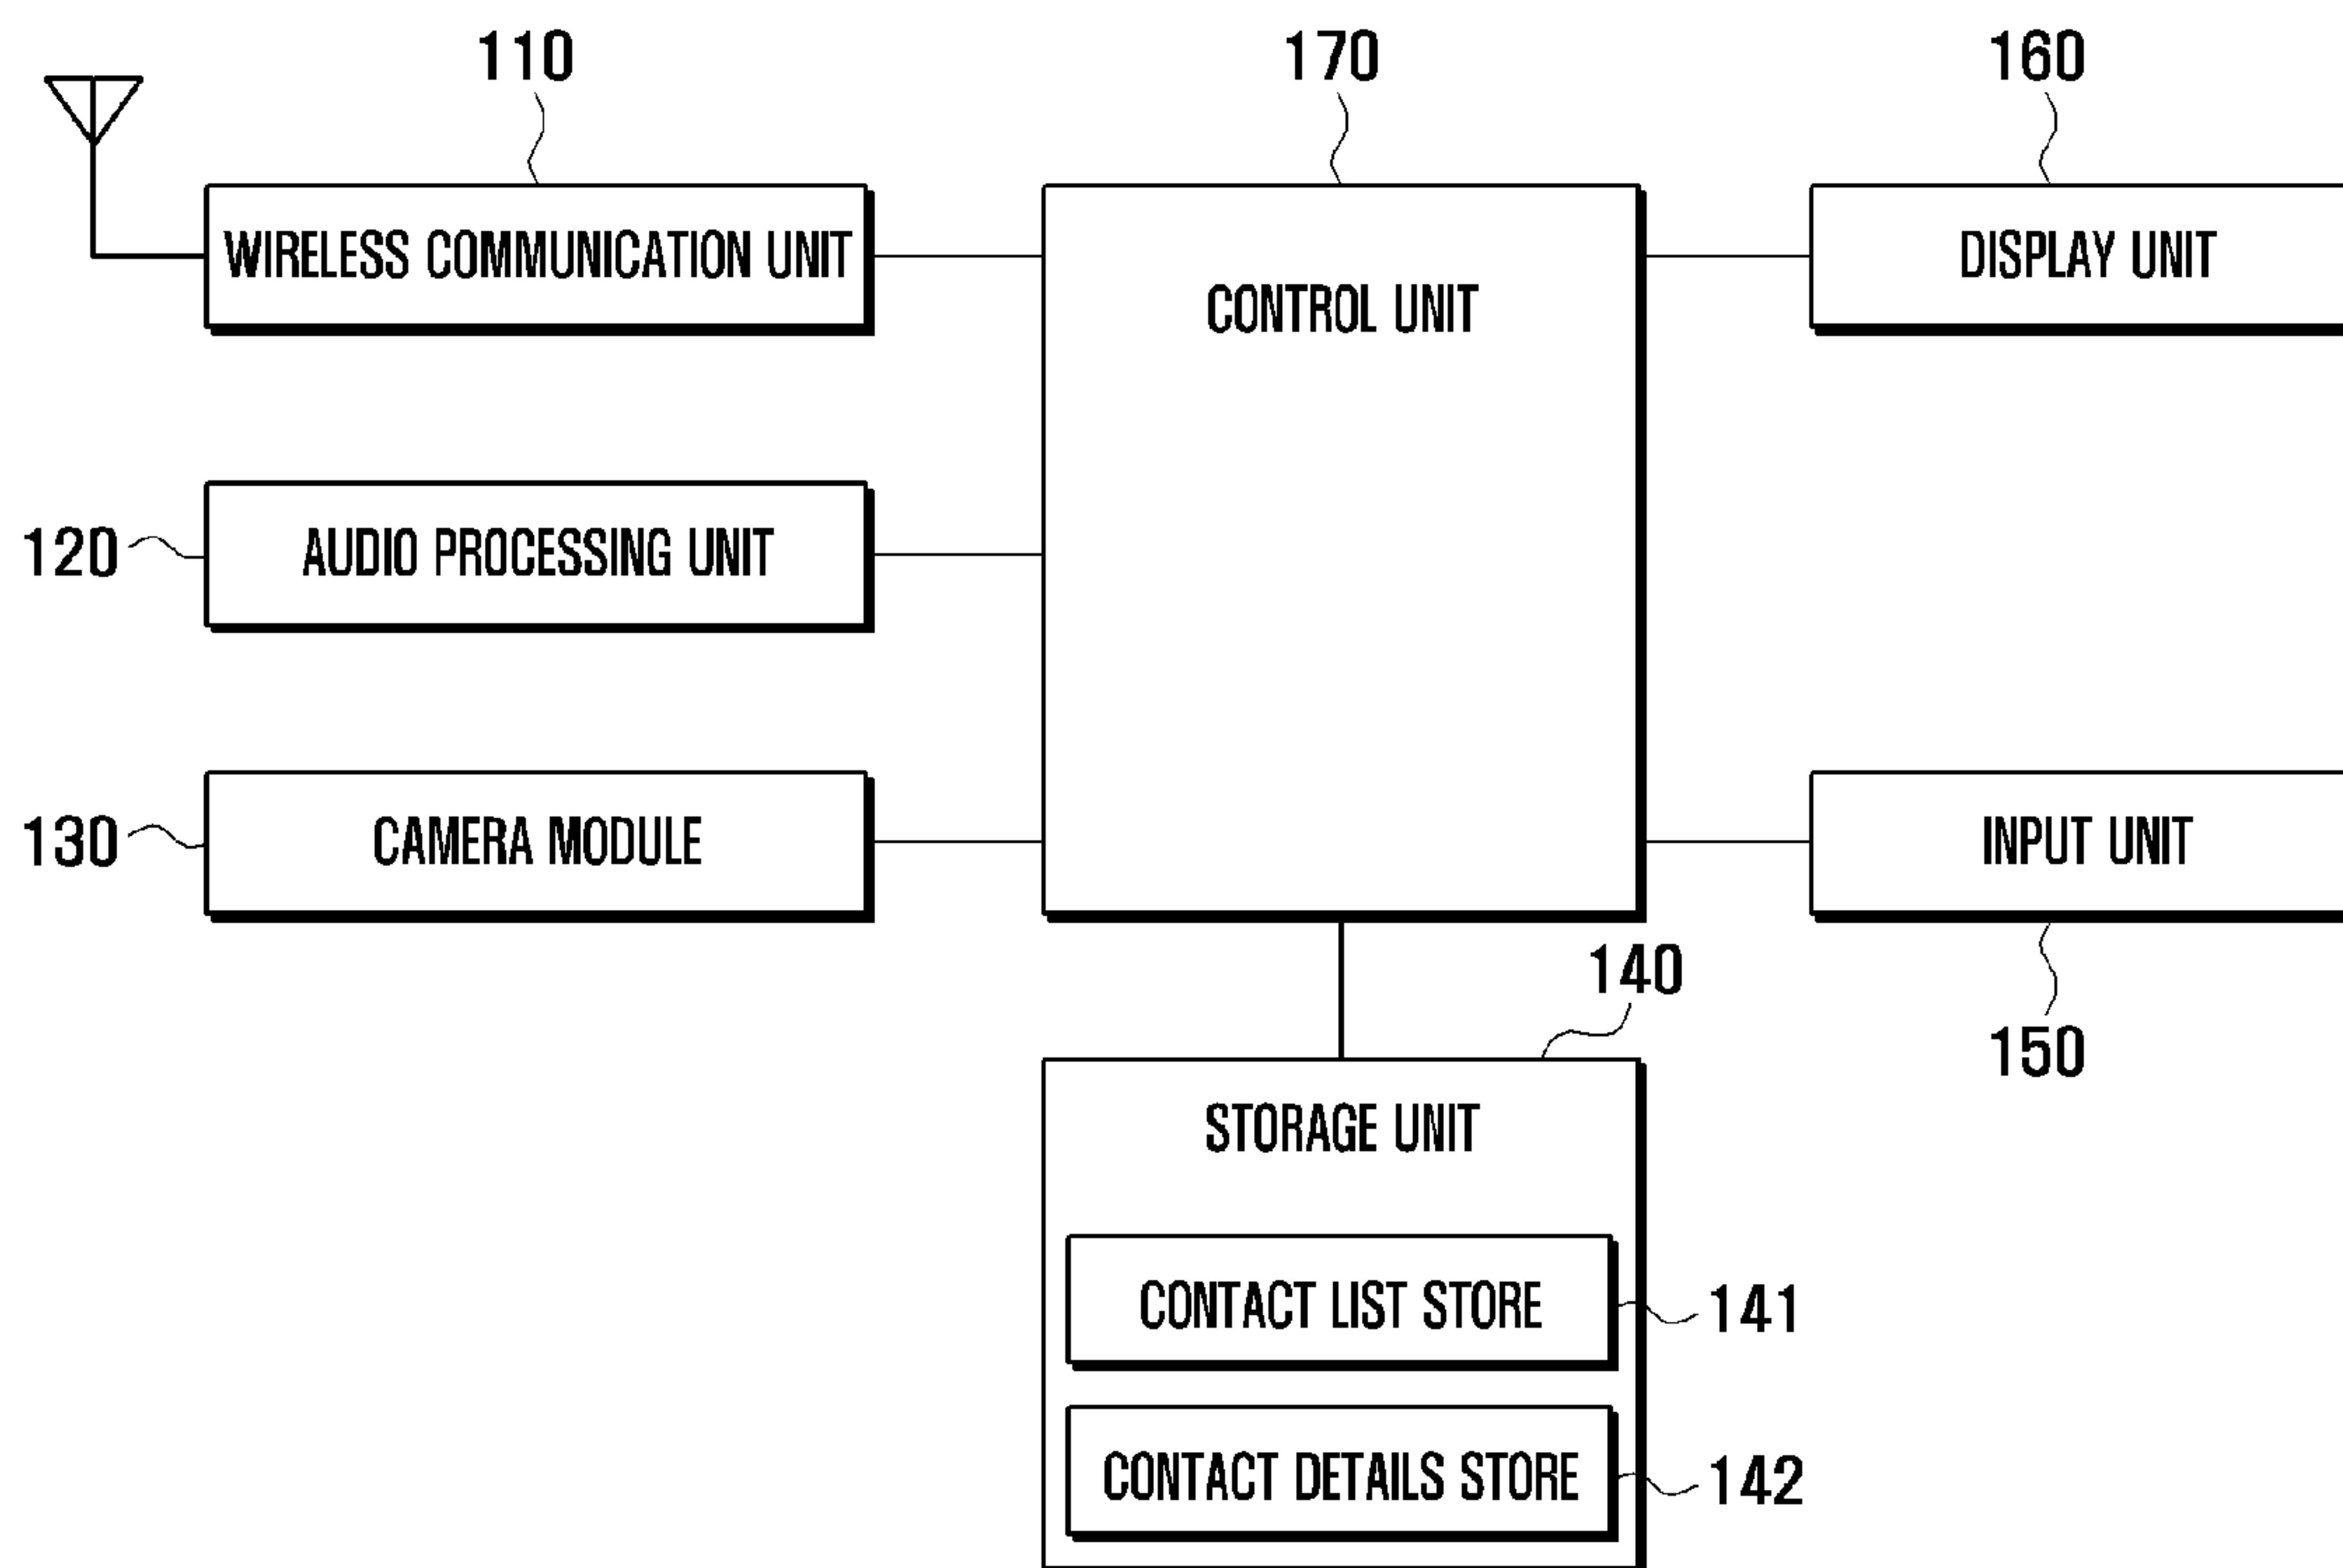 110
170
160
WIRELESS COMMUNICATION UNIT
CONTROL UNIT
DISPLAY UNIT
120
AUDIO PROCESSING UNIT
130
CAMERA MODULE
INPUT UNIT
140
150
STORAGE UNIT
CONTACT LIST STORE
141
CONTACT DETAILS STORE
142